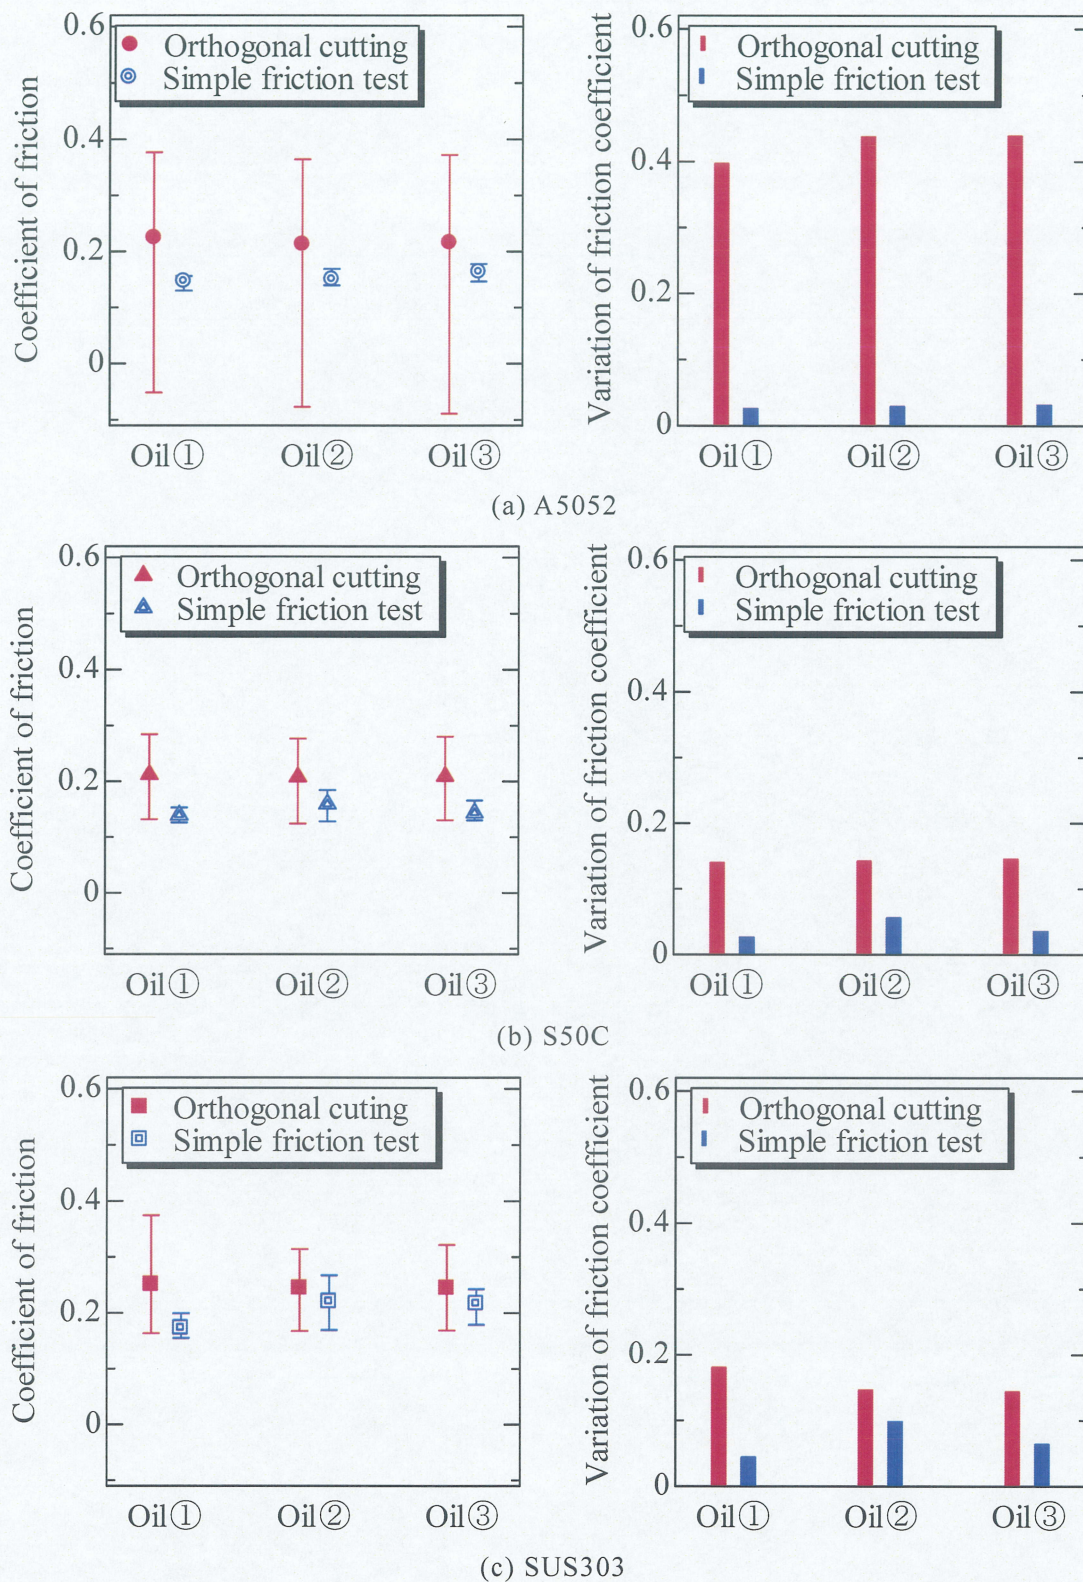 Coefficient of friction
0.6
0.4
0.2
0
Orthogonal cutting
Simple friction test
Oil①
Oil②
Oil③
Variation of friction coefficient
0.6
0.4
0.2
0
Orthogonal cutting
Simple friction test
Oil①
Oil②
Oil③
(a) A5052
Coefficient of friction
0.6
0.4
0.2
0
Orthogonal cutting
Simple friction test
Oil①
Oil②
Oil③
Variation of friction coefficient
0.6
0.4
0.2
0
Orthogonal cutting
Simple friction test
Oil①
Oil②
Oil③
(b) S50C
Coefficient of friction
0.6
0.4
0.2
0
Orthogonal cuting
Simple friction test
Oil①
Oil②
Oil③
Variation of friction coefficient
0.6
0.4
0.2
0
Orthogonal cutting
Simple friction test
Oil①
Oil②
Oil③
(c) SUS303